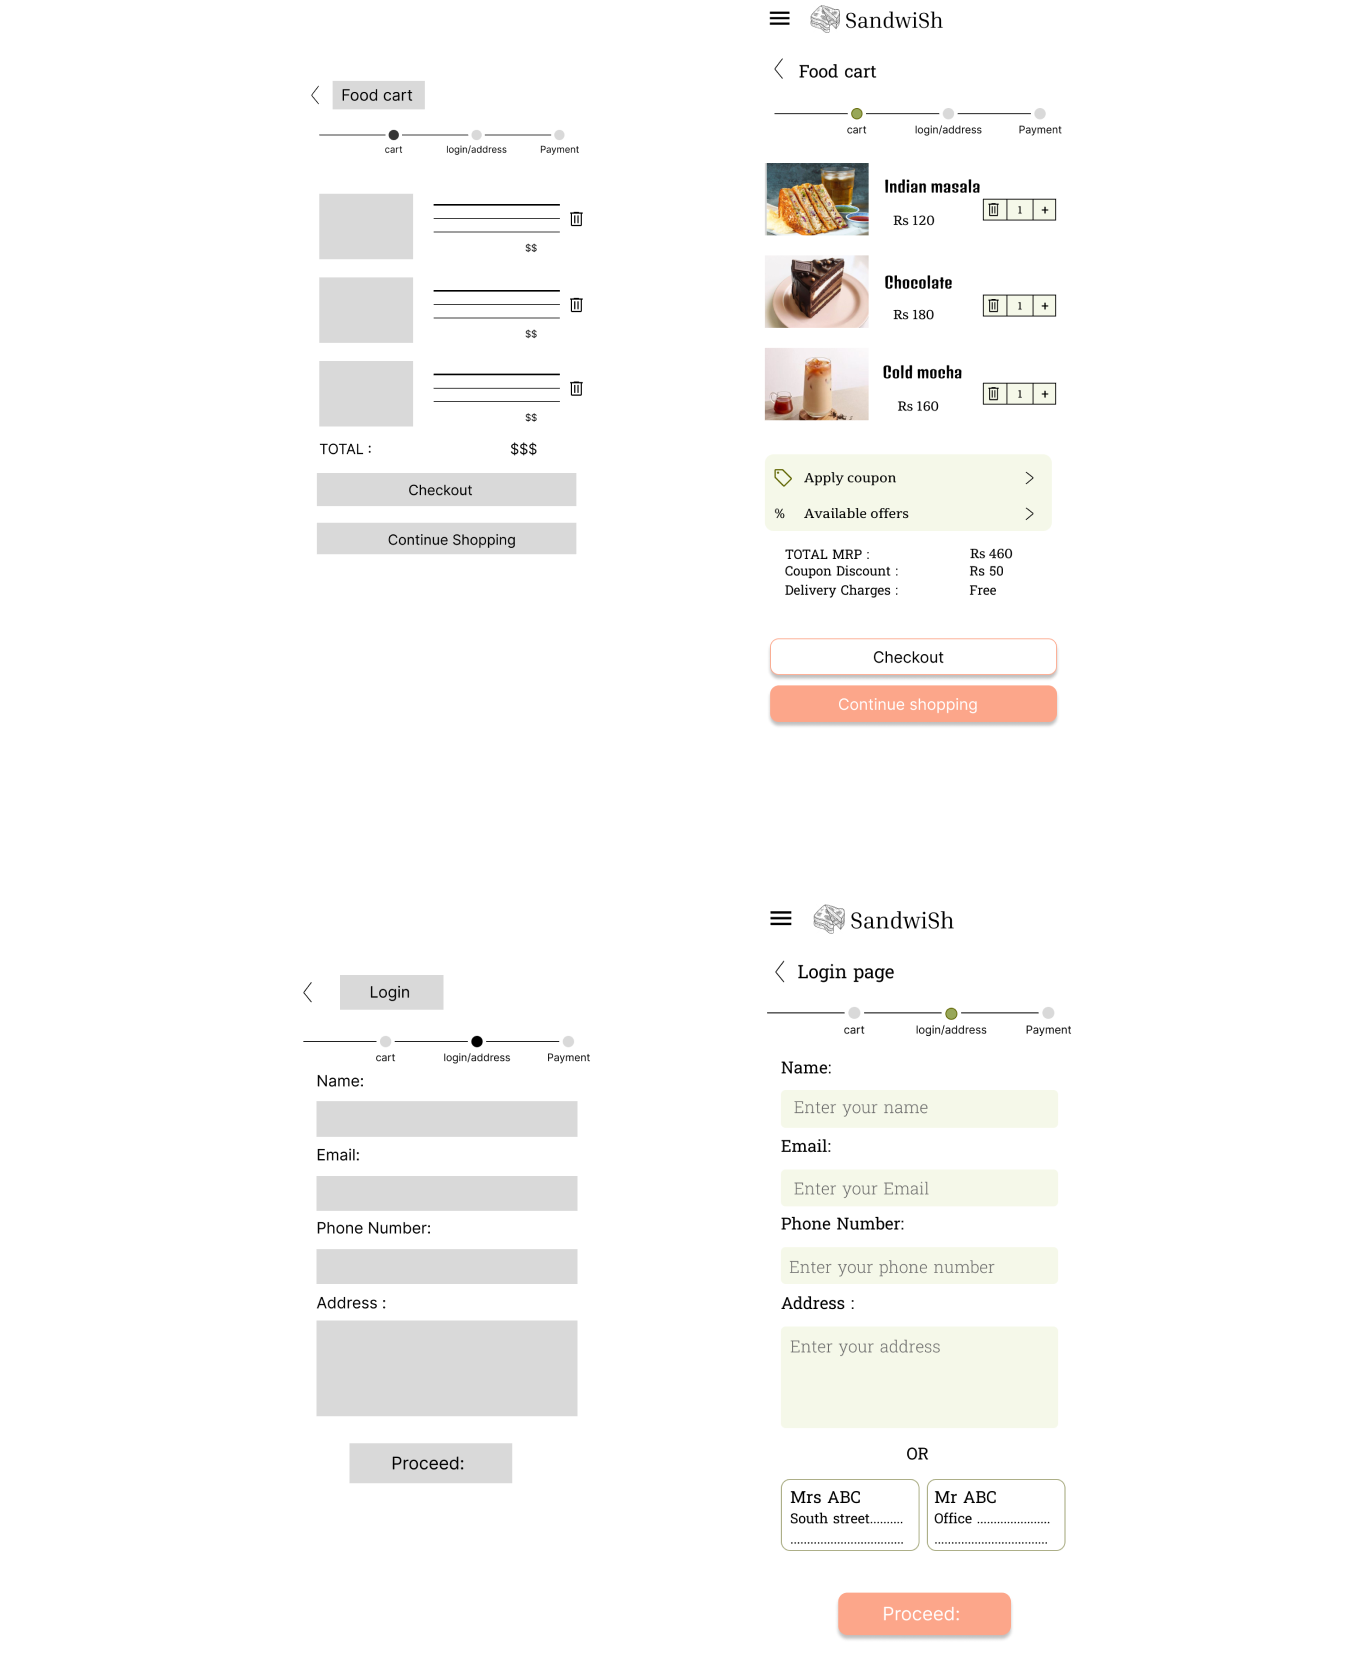 Food cart
cart login/address Payment
$$
$$
$$
TOTAL : $$$
Checkout
Continue Shopping
SandwiSh
Food cart
cart login/address Payment
Indian masala
Rs 120
1 +
Chocolate
Rs 180
1 +
Cold mocha
Rs 160
1 +
Apply coupon
% Available offers
TOTAL MRP : Rs 460
Coupon Discount : Rs 50
Delivery Charges : Free
Checkout
Continue shopping
Login
cart login/address Payment
Name:
Email:
Phone Number:
Address :
Proceed:
SandwiSh
Login page
cart login/address Payment
Name:
Enter your name
Email:
Enter your Email
Phone Number:
Enter your phone number
Address :
Enter your address
OR
Mrs ABC
South street..........
..................................
Mr ABC
Office ......................
..................................
Proceed: